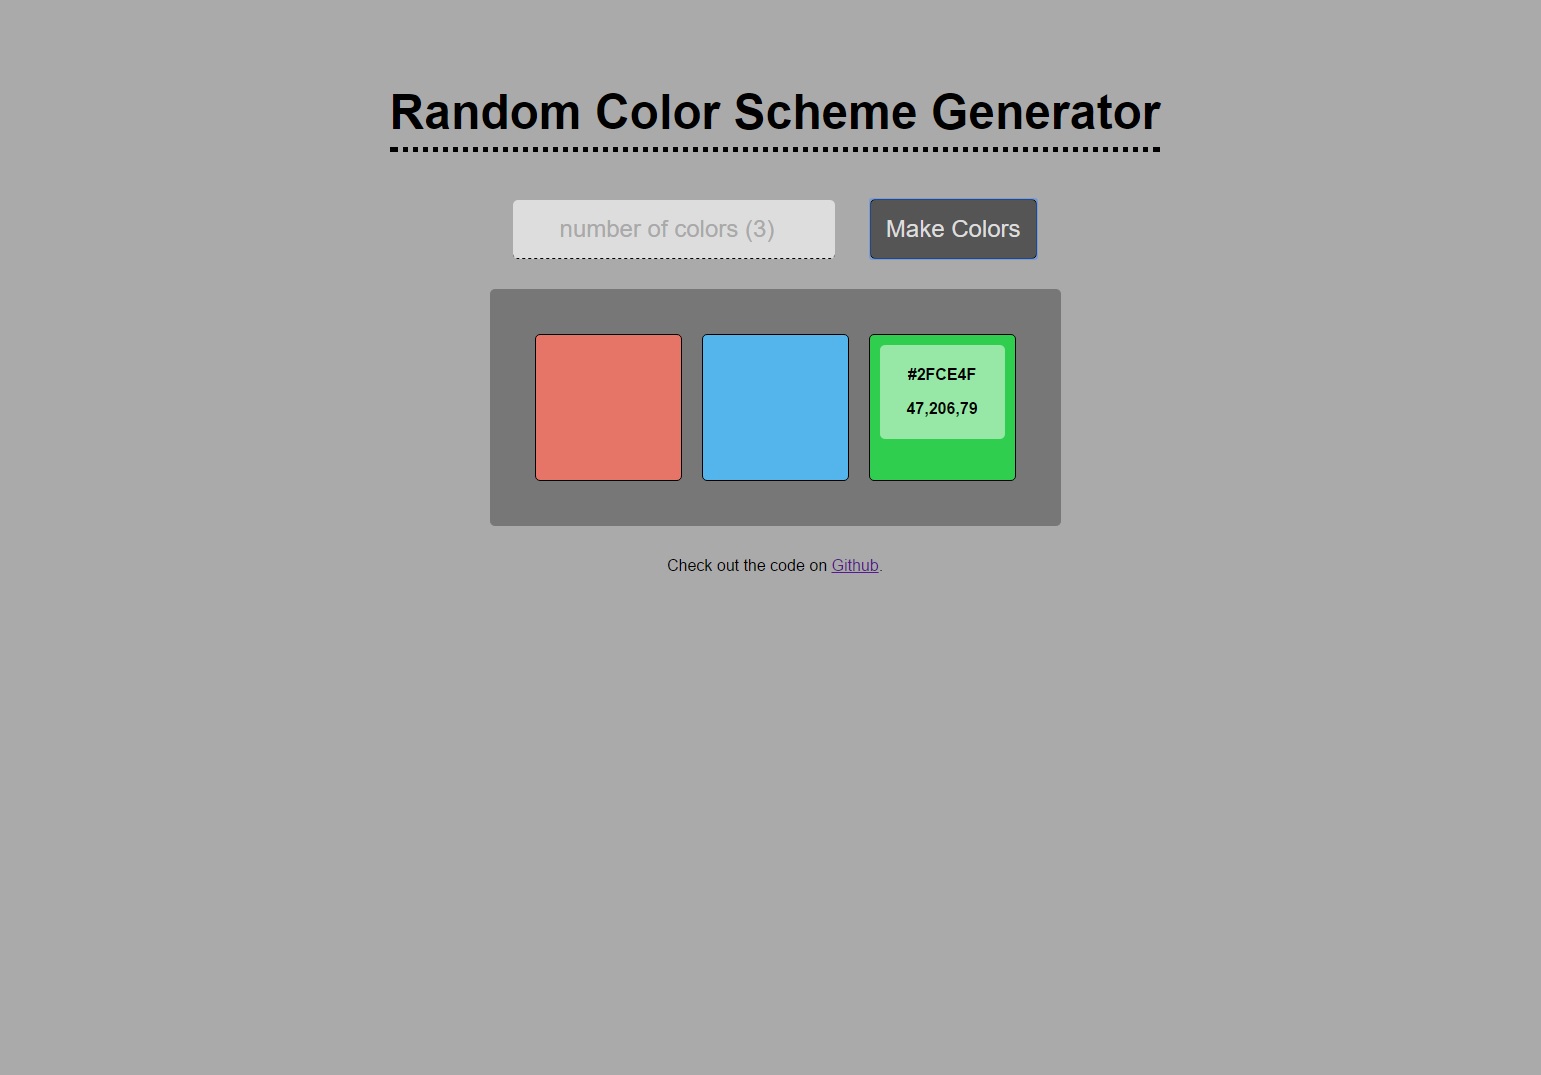 Random Color Scheme Generator
number of colors (3)
Make Colors
#2FCE4F
47,206,79
Check out the code on Github.